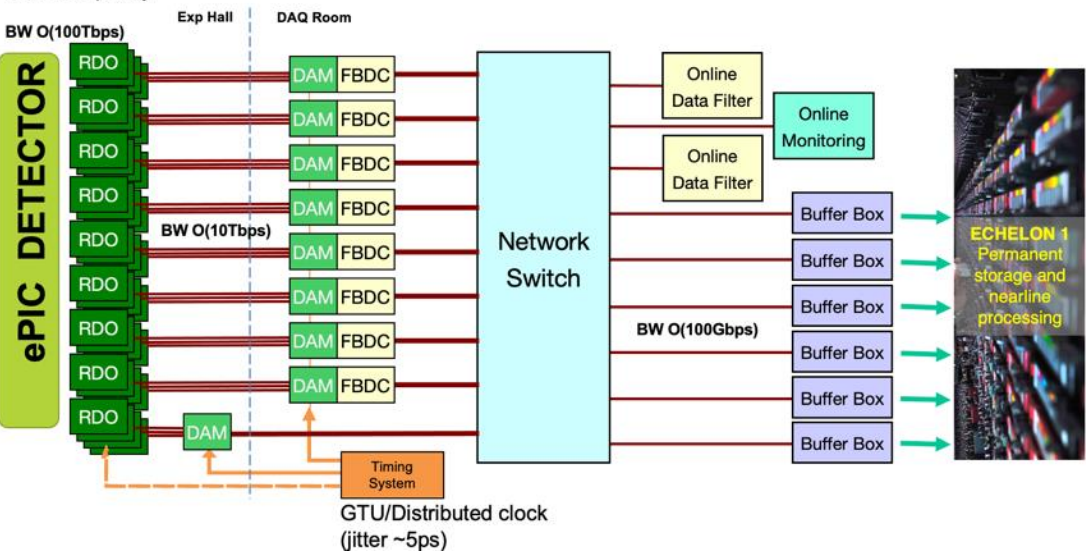 Exp Hall
DAQ Room
BW O(100Tbps)
ePIC DETECTOR
RDO
RDO
RDO
RDO
RDO
RDO
RDO
RDO
RDO
DAM FBDC
DAM FBDC
DAM FBDC
DAM FBDC
DAM FBDC
DAM FBDC
DAM FBDC
DAM FBDC
DAM
BW O(10Tbps)
Timing
System
GTU/Distributed clock
(jitter ~5ps)
Network
Switch
Online
Data Filter
Online
Monitoring
Online
Data Filter
BW O(100Gbps)
Buffer Box
Buffer Box
Buffer Box
Buffer Box
Buffer Box
Buffer Box
ECHELON 1
Permanent
storage and
nearline
processing